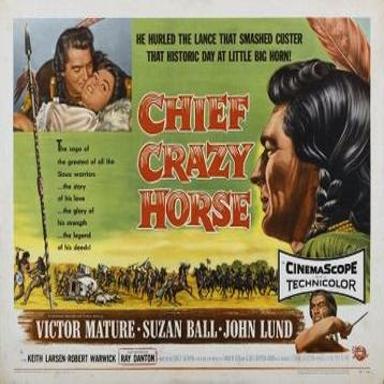 HE HURLED THE LANCE THAT SMASHED CUSTER
THAT HISTORIC DAY AT LITTLE BIG HORN!
CHIEF
CRAZY
HORSE
The saga of
the greatest of all the
Sioux warriors
...the story
of his love
...the glory of
his strength
...the legend
of his deeds!
CINEMASCOPE
TECHNICOLOR
VICTOR MATURE · SUZAN BALL · JOHN LUND
KEITH LARSEN · ROBERT WARWICK
RAY DANTON